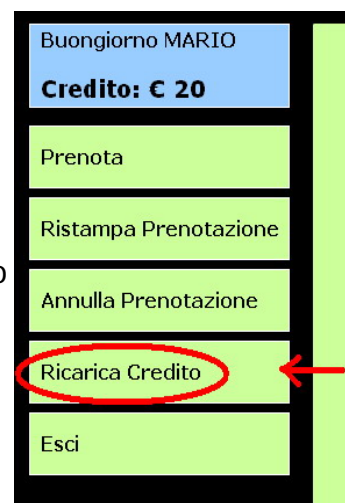 Buongiorno MARIO
Credito: € 20
Prenota
Ristampa Prenotazione
Annulla Prenotazione
Ricarica Credito
Esci